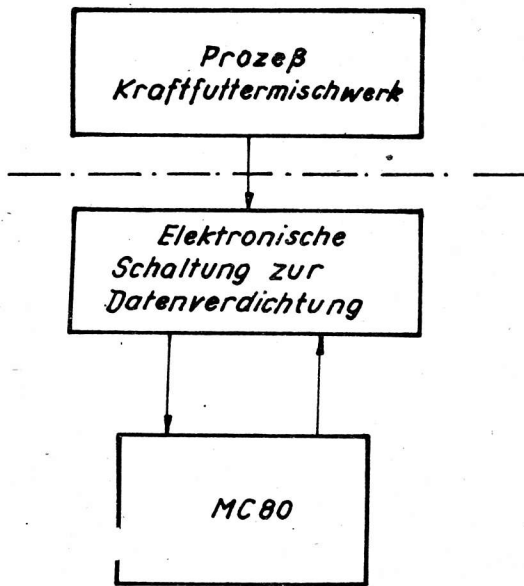 Prozeß
Kraftfuttermischwerk
Elektronische
Schaltung zur
Datenverdichtung
MC80